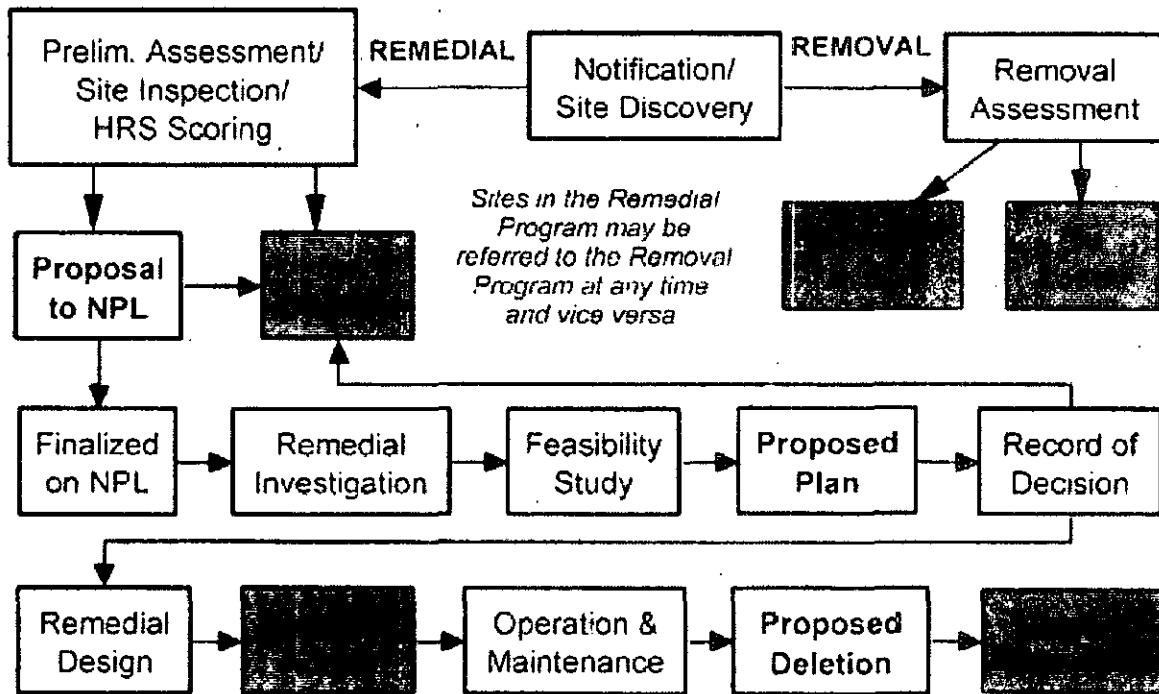 Prelim. Assessment/
Site Inspection/
HRS Scoring
REMEDIAL
Notification/
Site Discovery
REMOVAL
Removal
Assessment
Sites in the Remedial
Program may be
referred to the Removal
Program at any time
and vice versa
Proposal
to NPL
Finalized
on NPL
Remedial
Investigation
Feasibility
Study
Proposed
Plan
Record of
Decision
Remedial
Design
Operation &
Maintenance
Proposed
Deletion